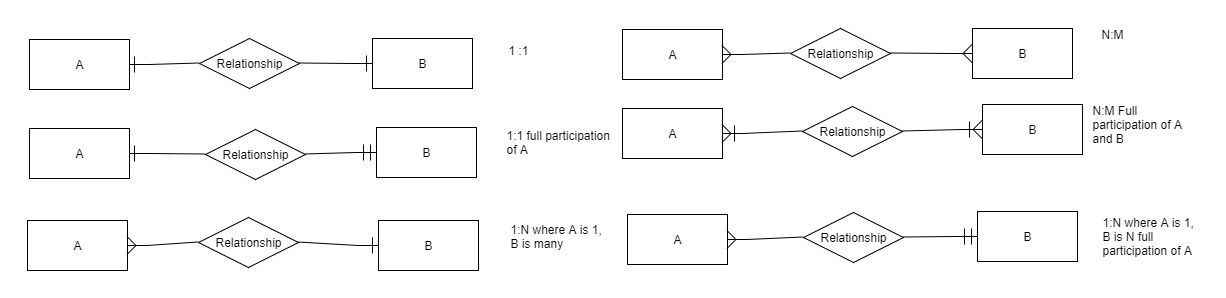 A
Relationship
B
1 :1
A
Relationship
B
N:M
A
Relationship
B
1:1 full participation
of A
A
Relationship
B
N:M Full
participation of A
and B
A
Relationship
B
1:N where A is 1,
B is many
A
Relationship
B
1:N where A is 1,
B is N full
participation of A